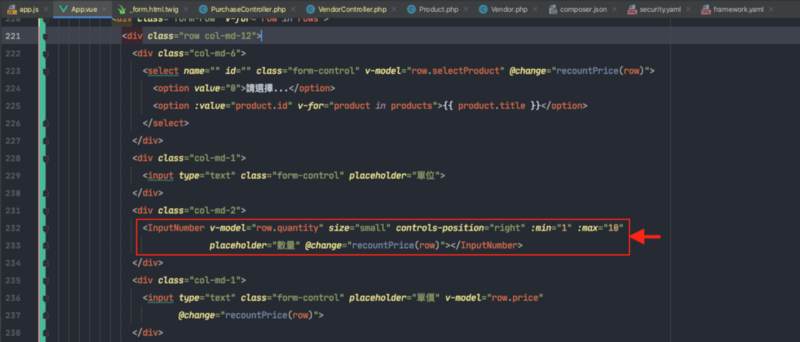 app.js × App.vue × _form.html.twig × PurchaseController.php × VendorController.php × Product.php × Vendor.php × composer.json × security.yaml × framework.yaml ×
220 <div class="form-row" v-for="row in rows">
221 <div class="row col-md-12">
222 <div class="col-md-6">
223 <select name="" id="" class="form-control" v-model="row.selectProduct" @change="recountPrice(row)">
224 <option value="0">請選擇...</option>
225 <option :value="product.id" v-for="product in products">{{ product.title }}</option>
226 </select>
227 </div>
228 <div class="col-md-1">
229 <input type="text" class="form-control" placeholder="單位">
230 </div>
231 <div class="col-md-2">
232 <InputNumber v-model="row.quantity" size="small" controls-position="right" :min="1" :max="10"
233 placeholder="數量" @change="recountPrice(row)"></InputNumber>
234 </div>
235 <div class="col-md-1">
236 <input type="text" class="form-control" placeholder="單價" v-model="row.price"
237 @change="recountPrice(row)">
238 </div>